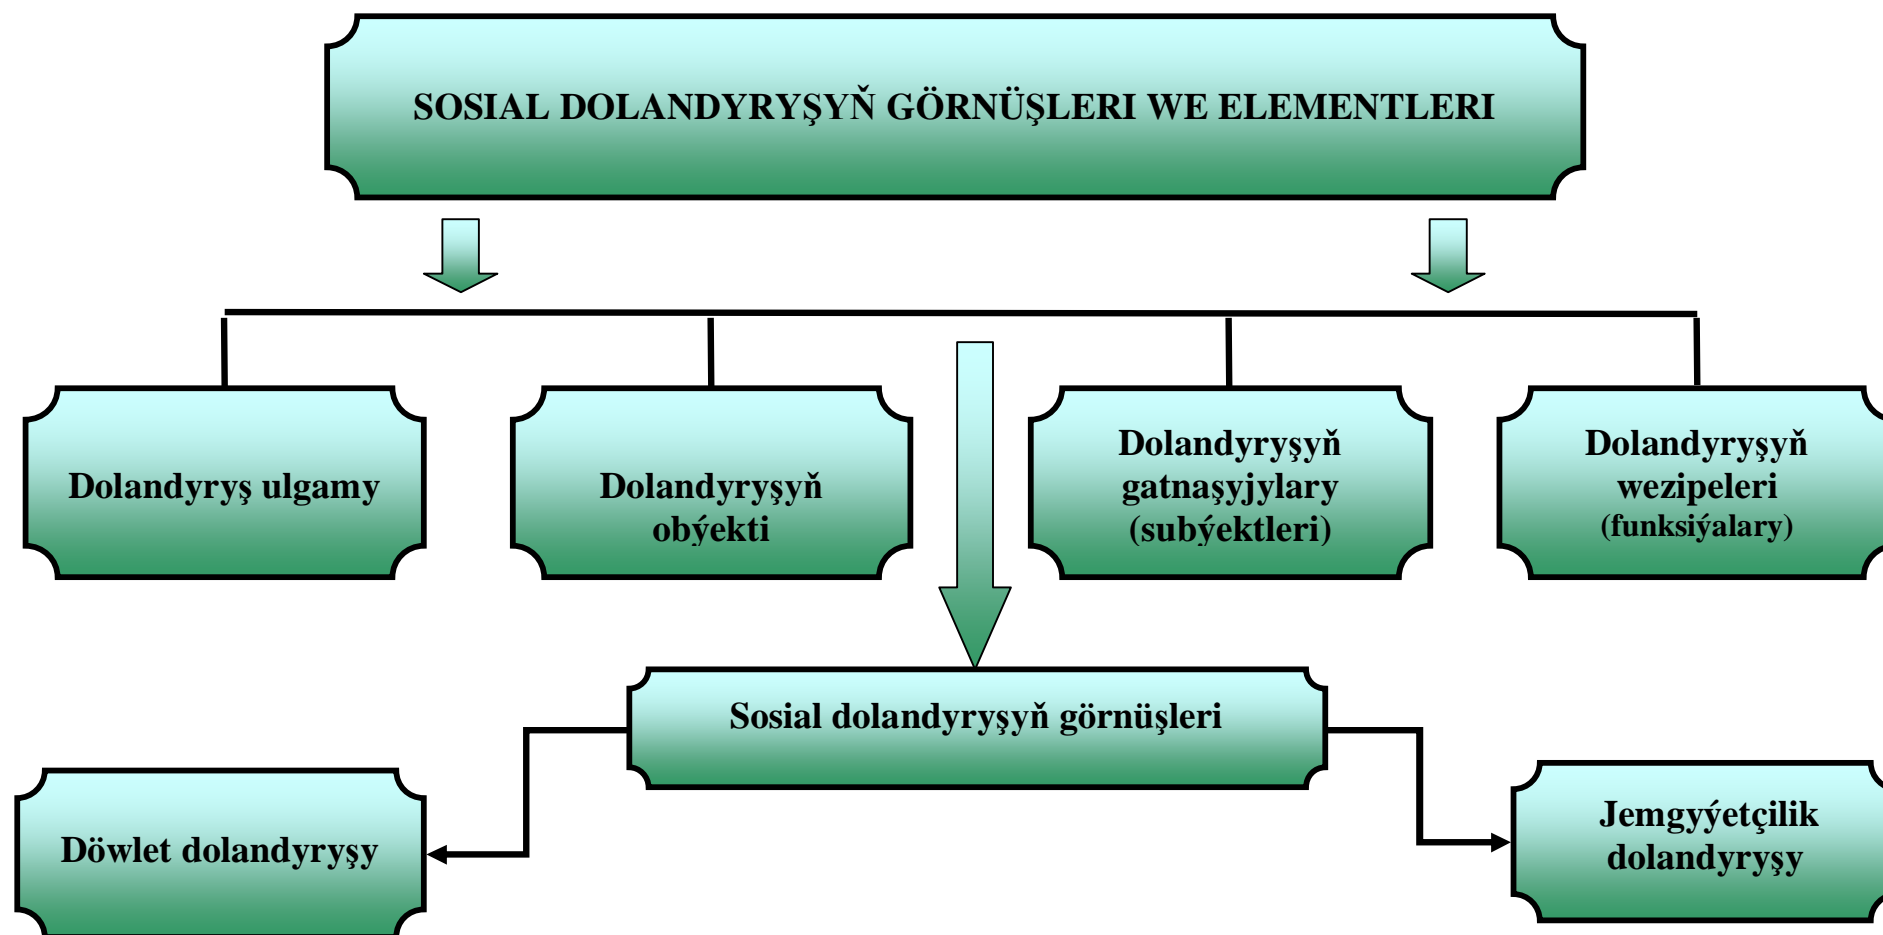 SOSIAL DOLANDYRYŞYŇ GÖRNÜŞLERI WE ELEMENTLERI
Dolandyryş ulgamy
Dolandyryşyň
obýekti
Dolandyryşyň
gatnaşyjylary
(subýektleri)
Dolandyryşyň
wezipeleri
(funksiýalary)
Sosial dolandyryşyň görnüşleri
Döwlet dolandyryşy
Jemgyýetçilik
dolandyryşy